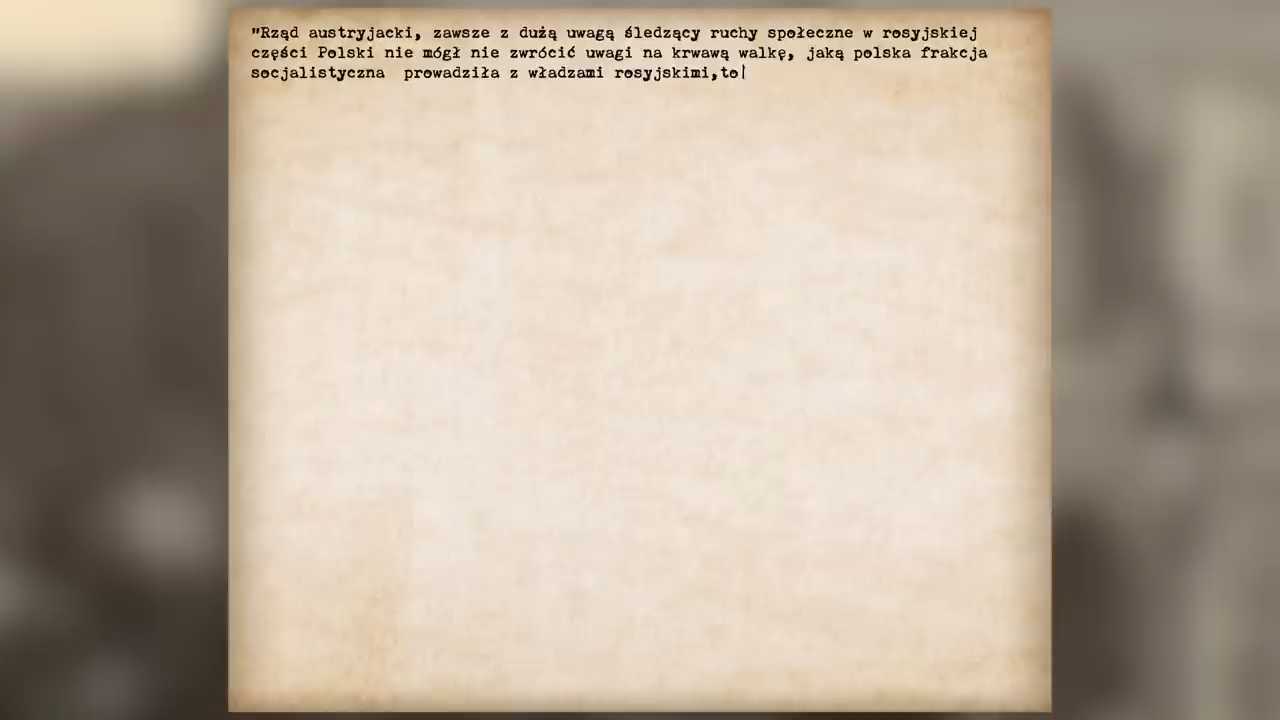 "Rząd austryjacki, zawsze z dużą uwagą śledzący ruchy społeczne w rosyjskiej
części Polski nie mógł nie zwrócić uwagi na krwawą walkę, jaką polska frakcja
socjalistyczna  prowadziła z władzami rosyjskimi,to|